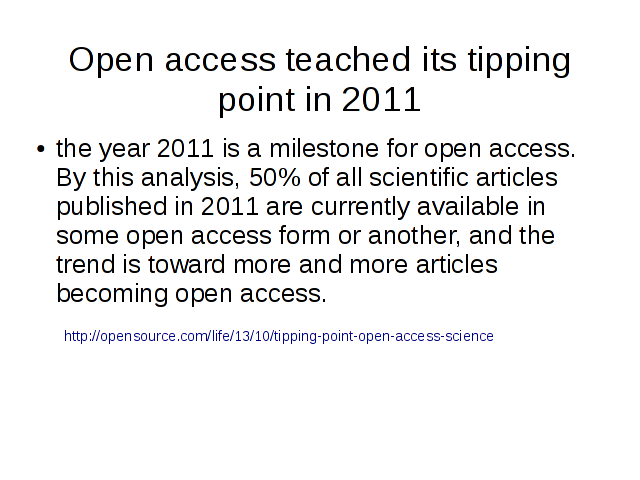 Open access teached its tipping
point in 2011
• the year 2011 is a milestone for open access.
By this analysis, 50% of all scientific articles
published in 2011 are currently available in
some open access form or another, and the
trend is toward more and more articles
becoming open access.
http://opensource.com/life/13/10/tipping-point-open-access-science